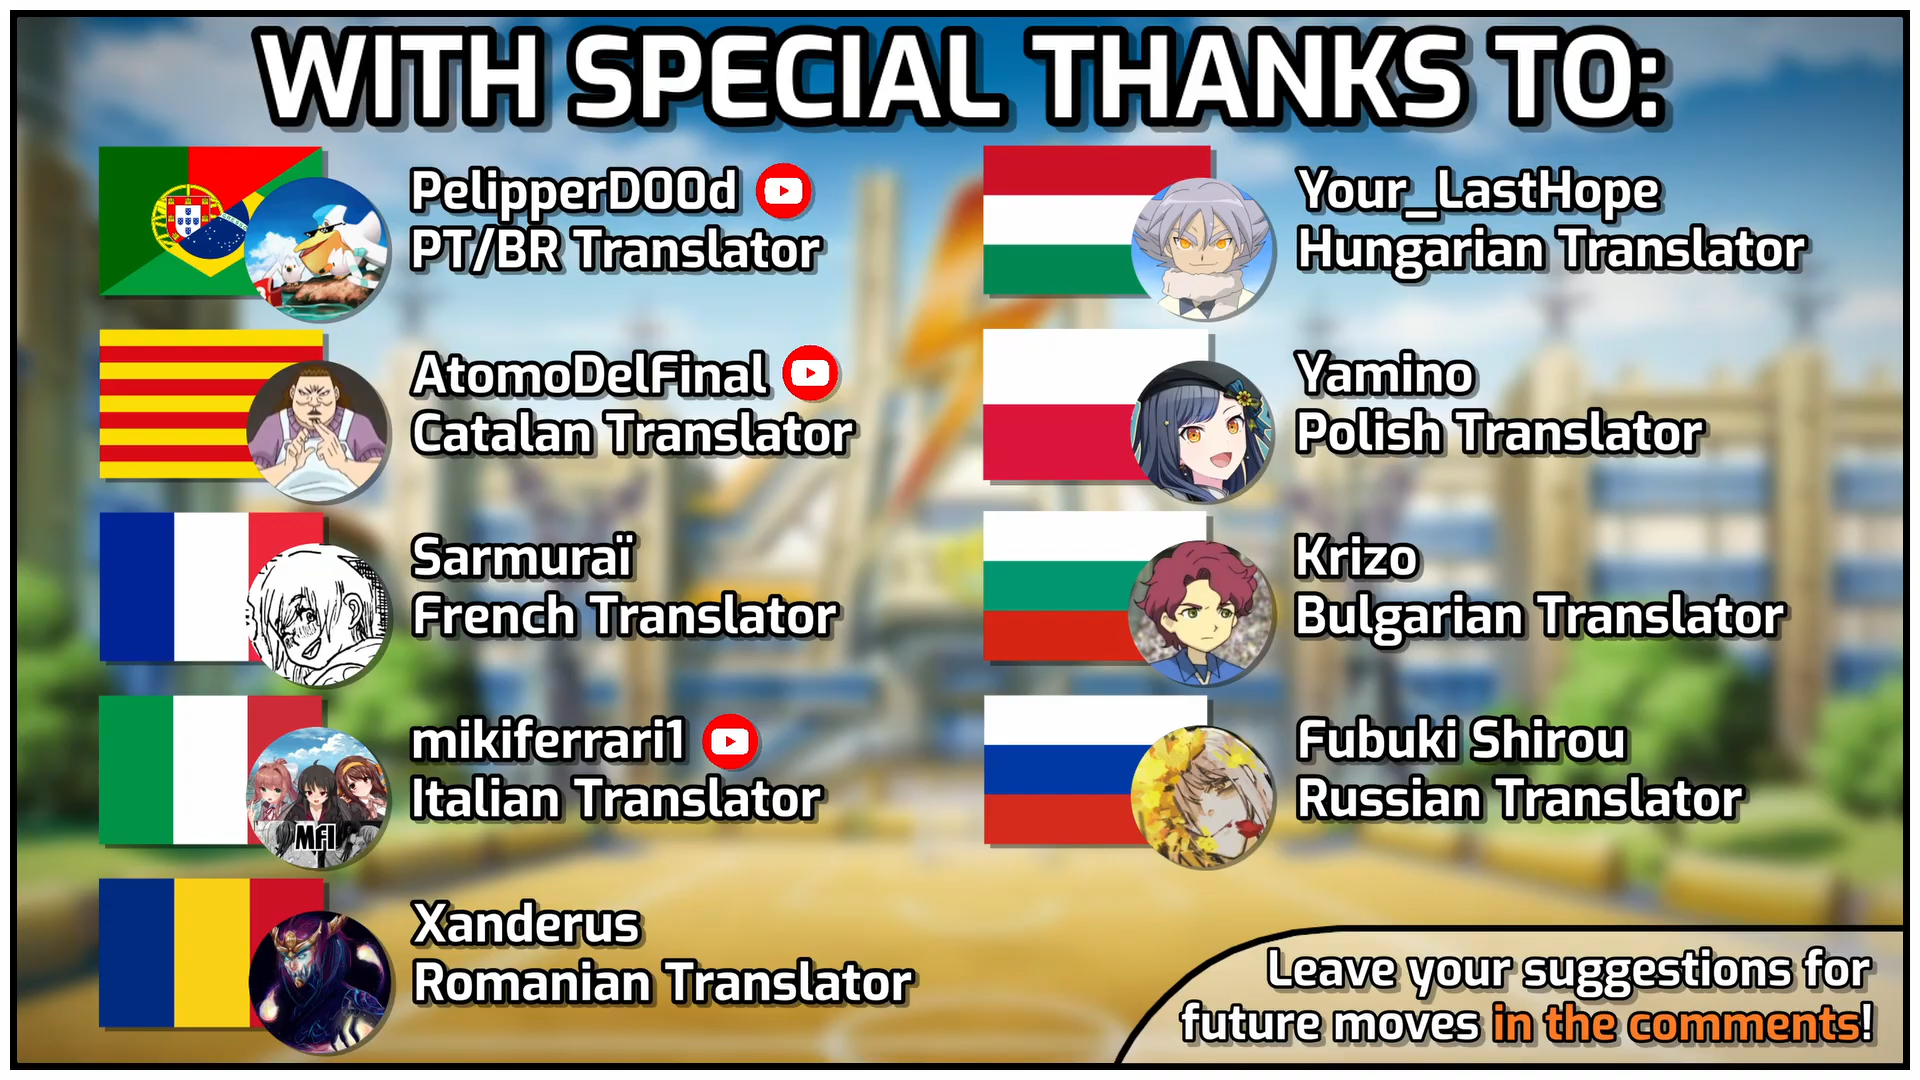 WITH SPECIAL THANKS TO:
PelipperD00d
PT/BR Translator
AtomoDelFinal
Catalan Translator
Sarmuraï
French Translator
mikiferrari1
Italian Translator
MFI
Xanderus
Romanian Translator
Your_LastHope
Hungarian Translator
Yamino
Polish Translator
Krizo
Bulgarian Translator
Fubuki Shirou
Russian Translator
Leave your suggestions for
future moves in the comments!